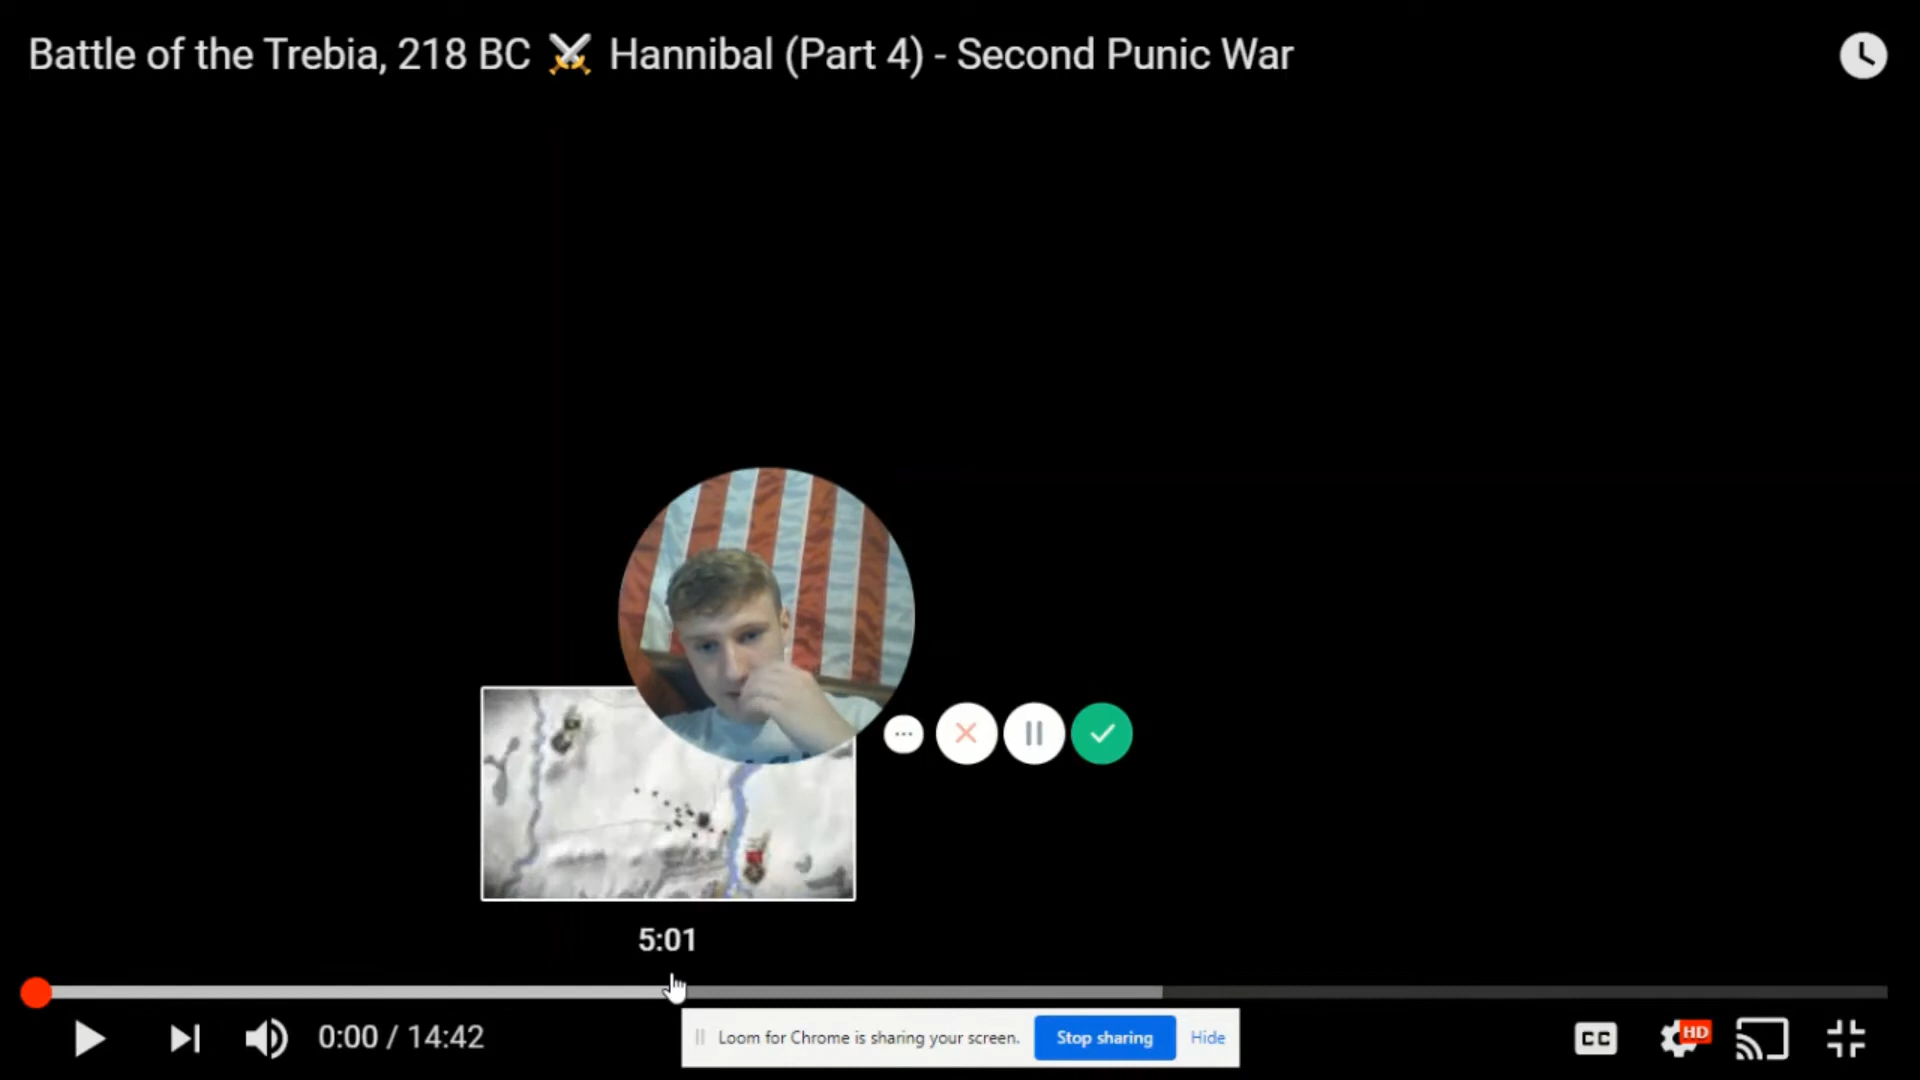 Battle of the Trebia, 218 BC ⚔ Hannibal (Part 4) - Second Punic War
5:01
0:00 / 14:42
Loom for Chrome is sharing your screen.
Stop sharing
Hide
CC
HD